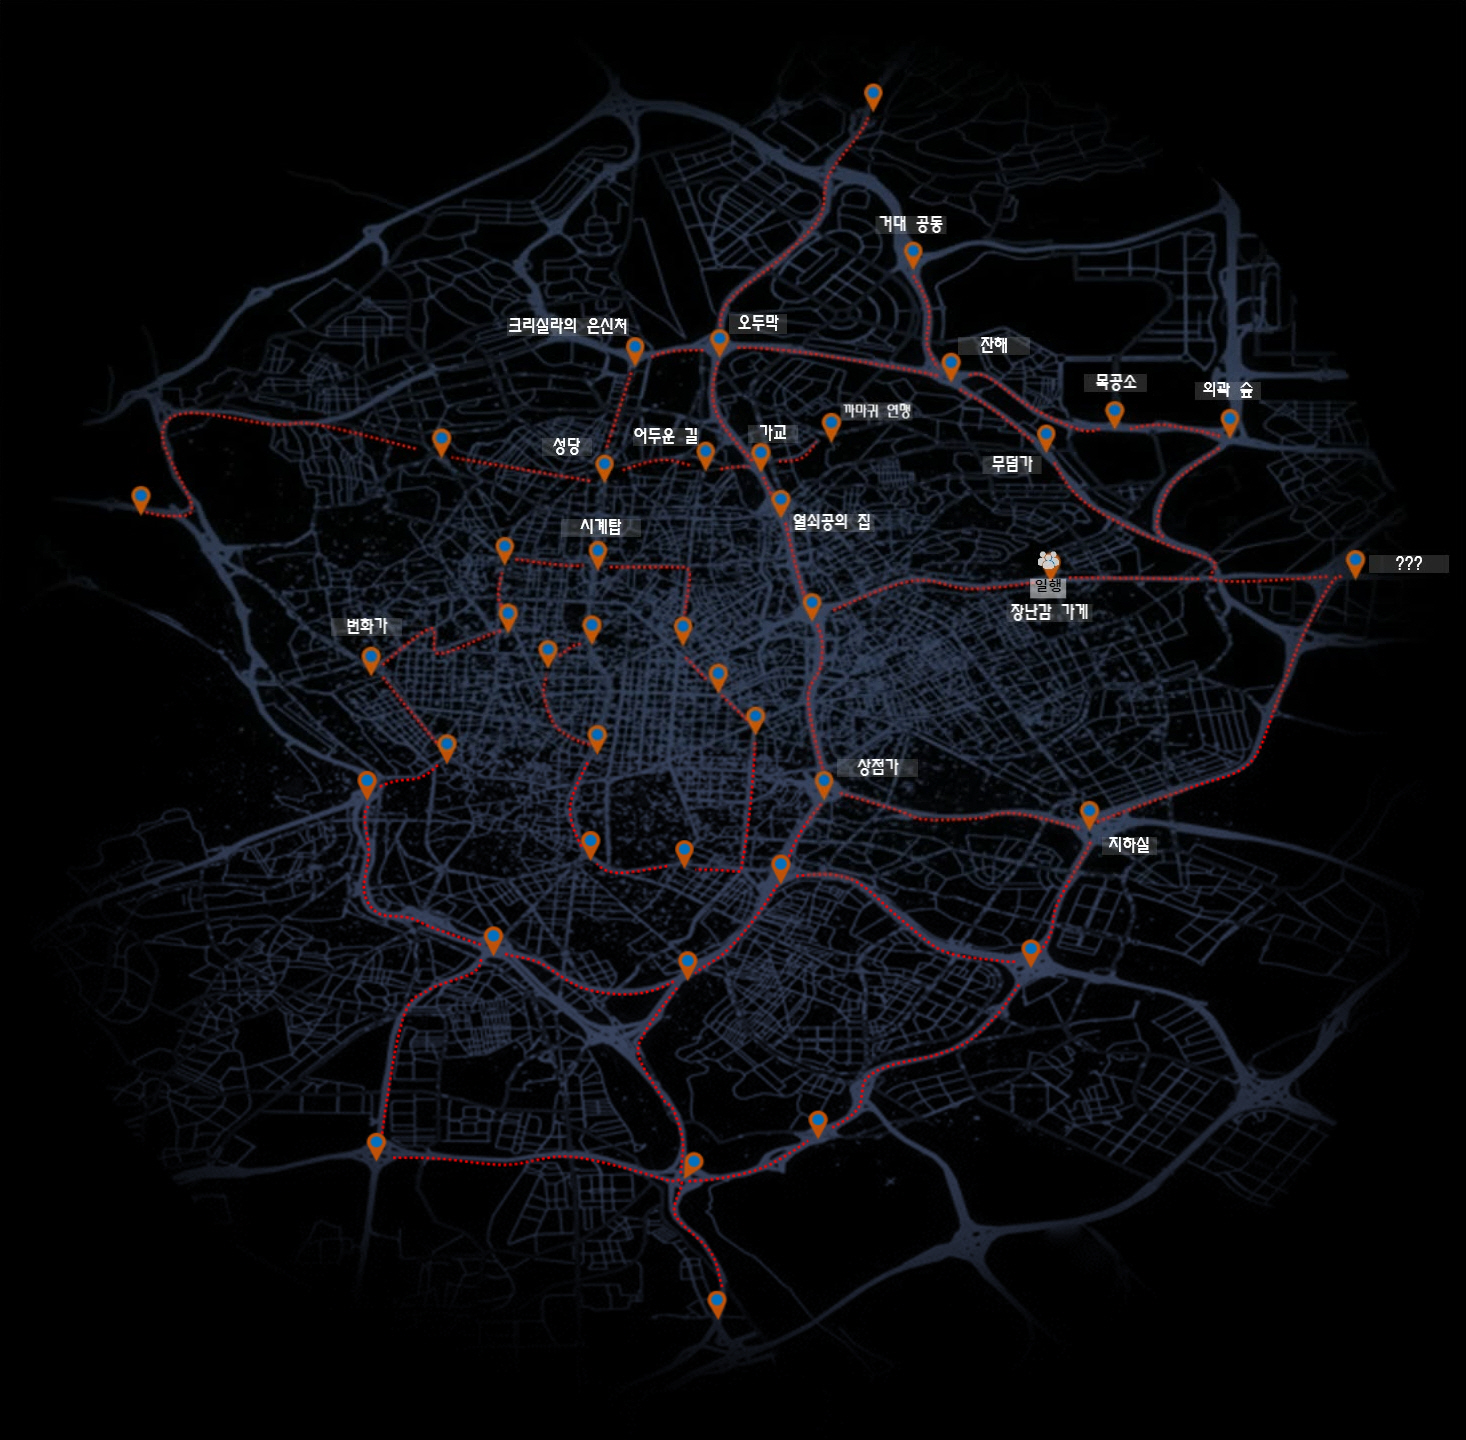 거대 공동
오두막
크리실라의 은신처
잔해
목공소
외곽 숲
까마귀 연맹
가교
어두운 길
성당
무덤가
열쇠공의 집
시계탑
???
일행
장난감 가게
번화가
상점가
지하실